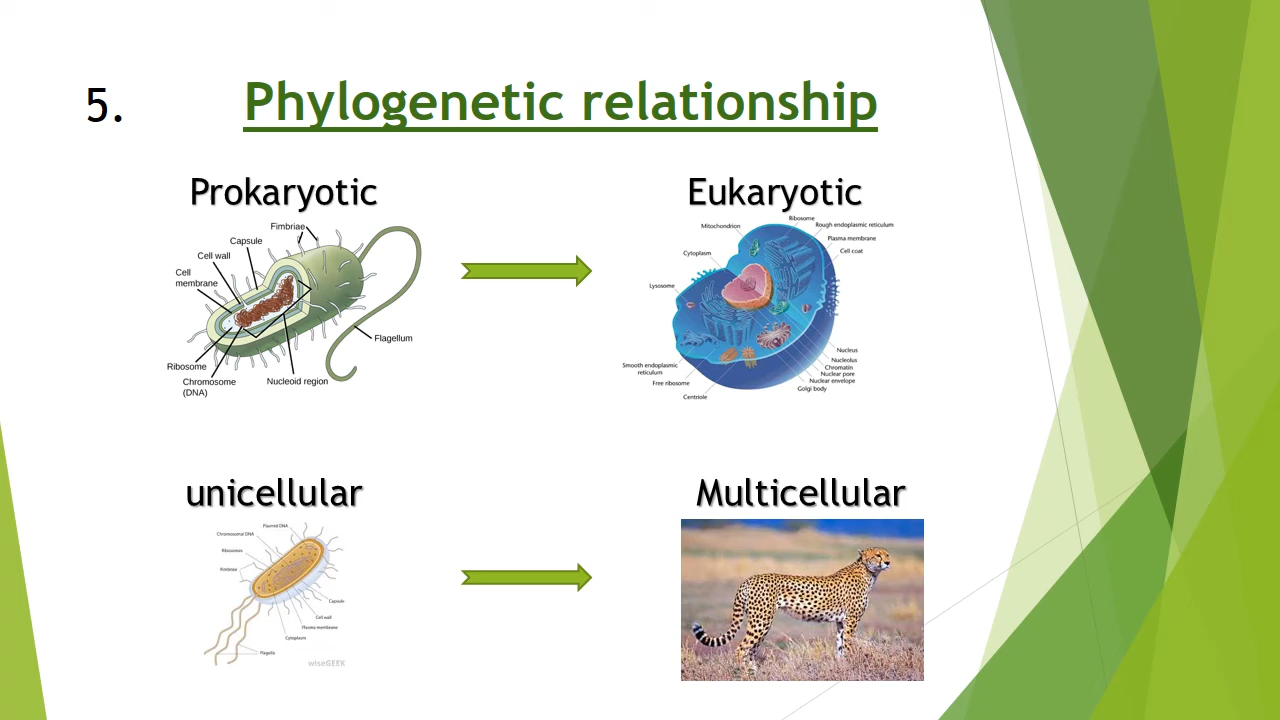 5.
Phylogenetic relationship
Prokaryotic
Eukaryotic
Fimbriae
Capsule
Cell wall
Cell
membrane
Flagellum
Ribosome
Chromosome
(DNA)
Nucleoid region
Ribosome
Mitochondrion
Rough endoplasmic reticulum
Plasma membrane
Cell coat
Cytoplasm
Lysosome
Nucleus
Nucleolus
Chromatin
Nuclear pore
Nuclear envelope
Golgi body
Smooth endoplasmic
reticulum
Free ribosome
Centriole
unicellular
Multicellular
Plasmid DNA
Chromosomal DNA
Ribosomes
Fimbriae
Capsule
Cell wall
Plasma membrane
Cytoplasm
Flagella
wiseGEEK